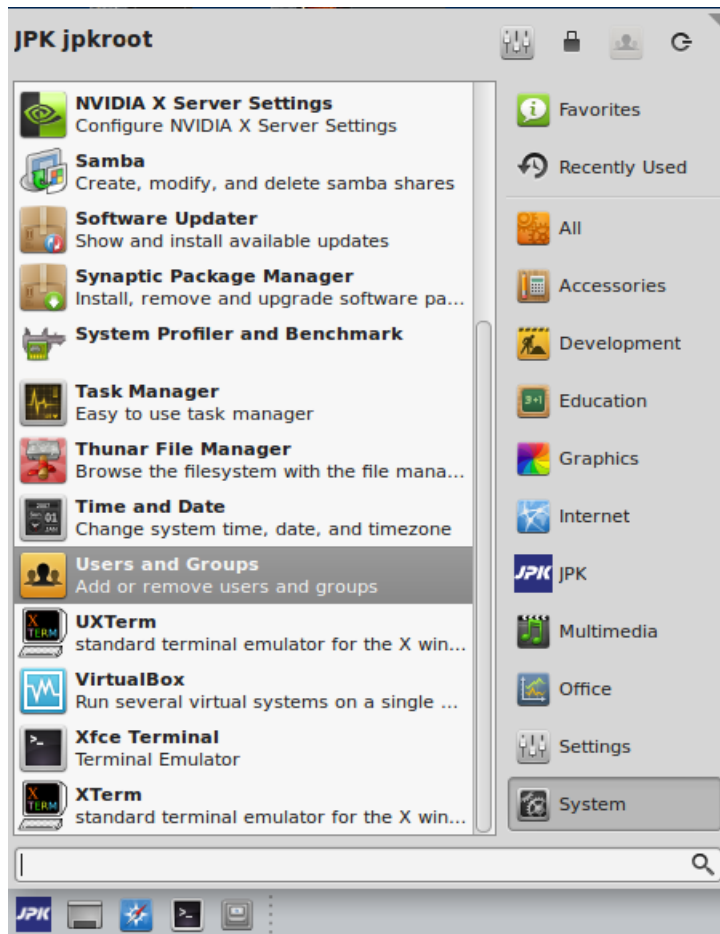 JPK jpkroot
NVIDIA X Server Settings
Configure NVIDIA X Server Settings
Samba
Create, modify, and delete samba shares
Software Updater
Show and install available updates
Synaptic Package Manager
Install, remove and upgrade software pa...
System Profiler and Benchmark
Task Manager
Easy to use task manager
Thunar File Manager
Browse the filesystem with the file mana...
Time and Date
Change system time, date, and timezone
Users and Groups
Add or remove users and groups
UXTerm
standard terminal emulator for the X win...
VirtualBox
Run several virtual systems on a single ...
Xfce Terminal
Terminal Emulator
XTerm
standard terminal emulator for the X win...
Favorites
Recently Used
All
Accessories
Development
Education
Graphics
Internet
JPK JPK
Multimedia
Office
Settings
System
JPK